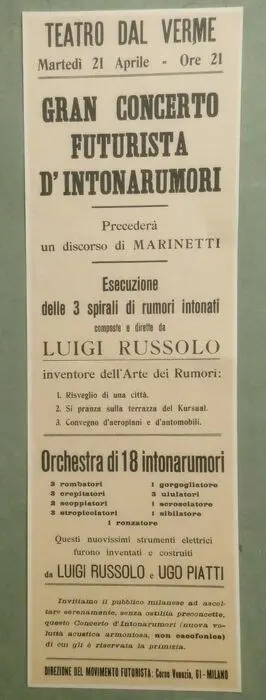 TEATRO DAL VERME
Martedì 21 Aprile - Ore 21
GRAN CONCERTO
FUTURISTA
D'INTONARUMORI
Precederà
un discorso di MARINETTI
Esecuzione
delle 3 spirali di rumori intonati
composte e dirette da
LUIGI RUSSOLO
inventore dell'Arte dei Rumori:
1. Risveglio di una città.
2. Si pranza sulla terrazza del Kursaal.
3. Convegno d'aeroplani e d'automobili.
Orchestra di 18 intonarumori
3 rombatori 1 gorgogliatore
3 crepitatori 3 ululatori
2 scoppiatori 1 scrosciatore
3 stropicciatori 1 sibilatore
1 ronzatore
Questi nuovissimi strumenti elettrici
furono inventati e costruiti
da LUIGI RUSSOLO e UGO PIATTI
Invitiamo il pubblico milanese ad ascol-
tare serenamente, senza ostilità preconcette,
questo Concerto d'Intonarumori (nuova vo-
luttà acustica armoniosa, non cacofonica)
di cui gli è riservata la primizia.
DIREZIONE DEL MOVIMENTO FUTURISTA: Corso Venezia, 61 - MILANO